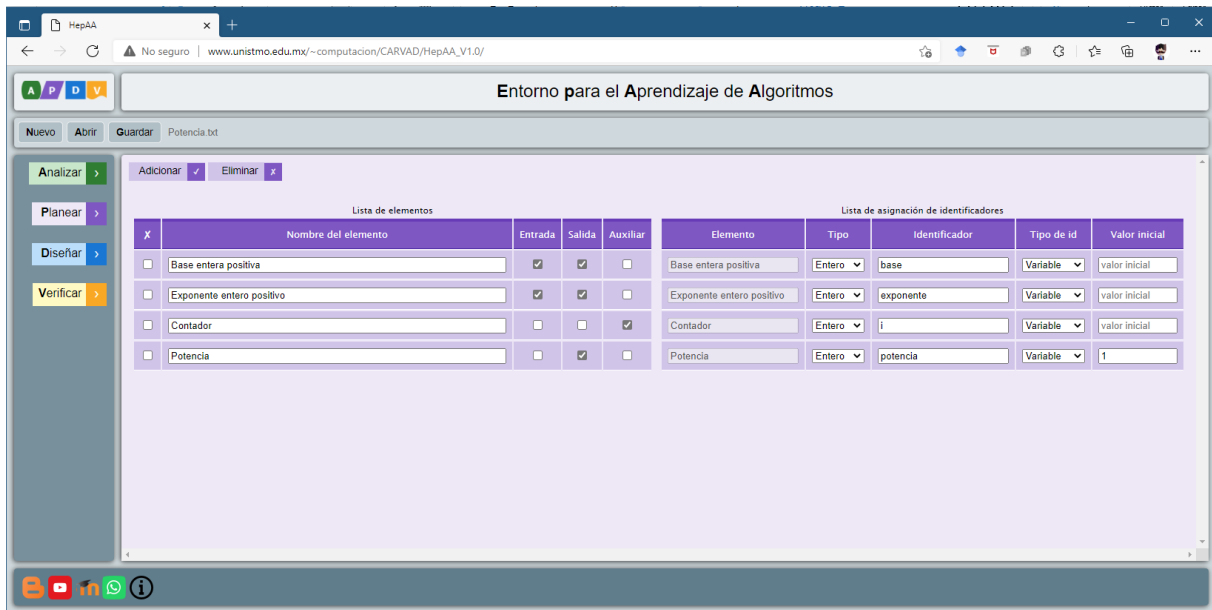 HepAA
No seguro www.unistmo.edu.mx/~computacion/CARVAD/HepAA_V1.0/
A P D V
Entorno para el Aprendizaje de Algoritmos
Nuevo Abrir Guardar Potencia.txt
Analizar ›
Planear ›
Diseñar ›
Verificar ›
Adicionar ✓ Eliminar ✗
Lista de elementos Lista de asignación de identificadores
✗ Nombre del elemento Entrada Salida Auxiliar Elemento Tipo Identificador Tipo de id Valor inicial
Base entera positiva Base entera positiva Entero base Variable valor inicial
Exponente entero positivo Exponente entero positivo Entero exponente Variable valor inicial
Contador Contador Entero i Variable valor inicial
Potencia Potencia Entero potencia Variable 1